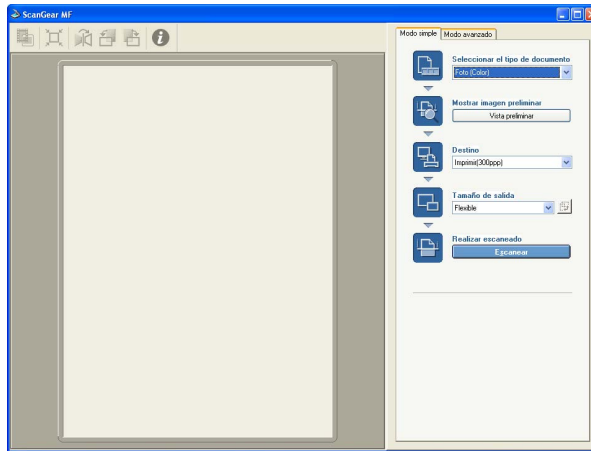 ScanGear MF
Modo simple
Modo avanzado
Seleccionar el tipo de documento
Foto (Color)
Mostrar imagen preliminar
Vista preliminar
Destino
Imprimir(300ppp)
Tamaño de salida
Flexible
Realizar escaneado
Escanear